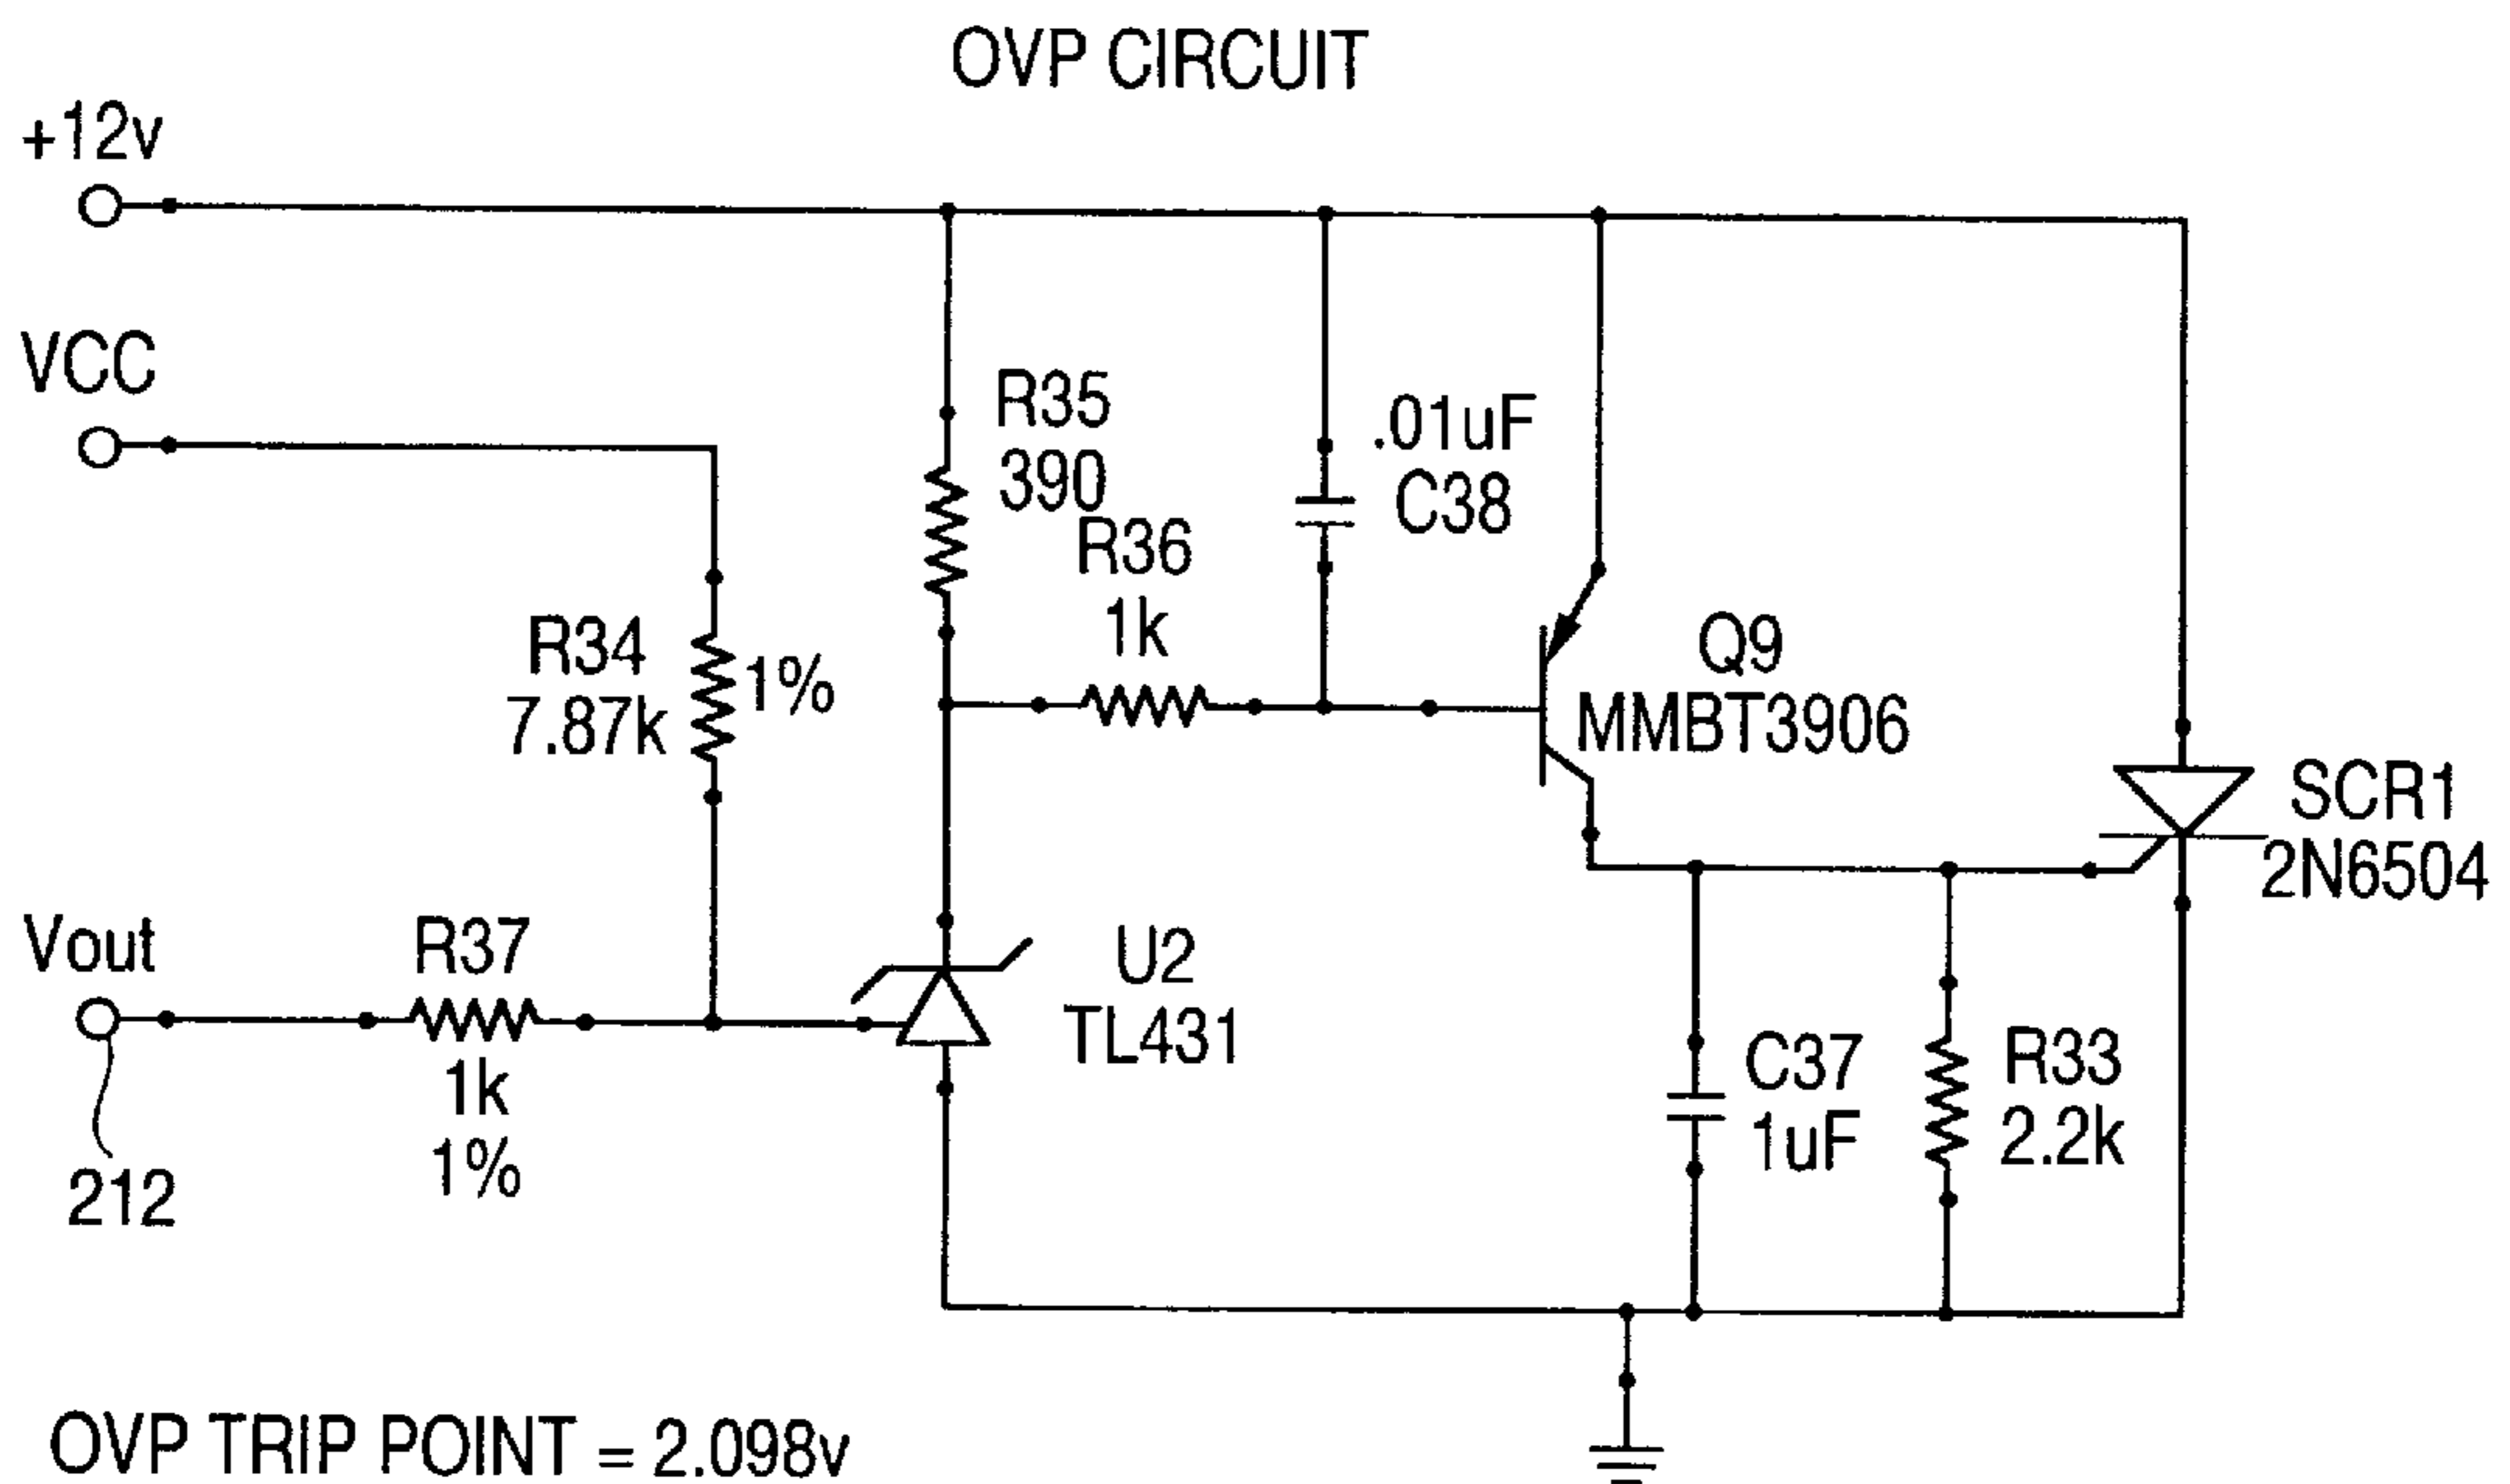 OVP CIRCUIT
+12v
VCC
R35
390
.01uF
C38
R36
1k
R34
7.87k
1%
Q9
MMBT3906
SCR1
2N6504
Vout
R37
1k
1%
212
U2
TL431
C37
1uF
R33
2.2k
OVP TRIP POINT = 2.098v